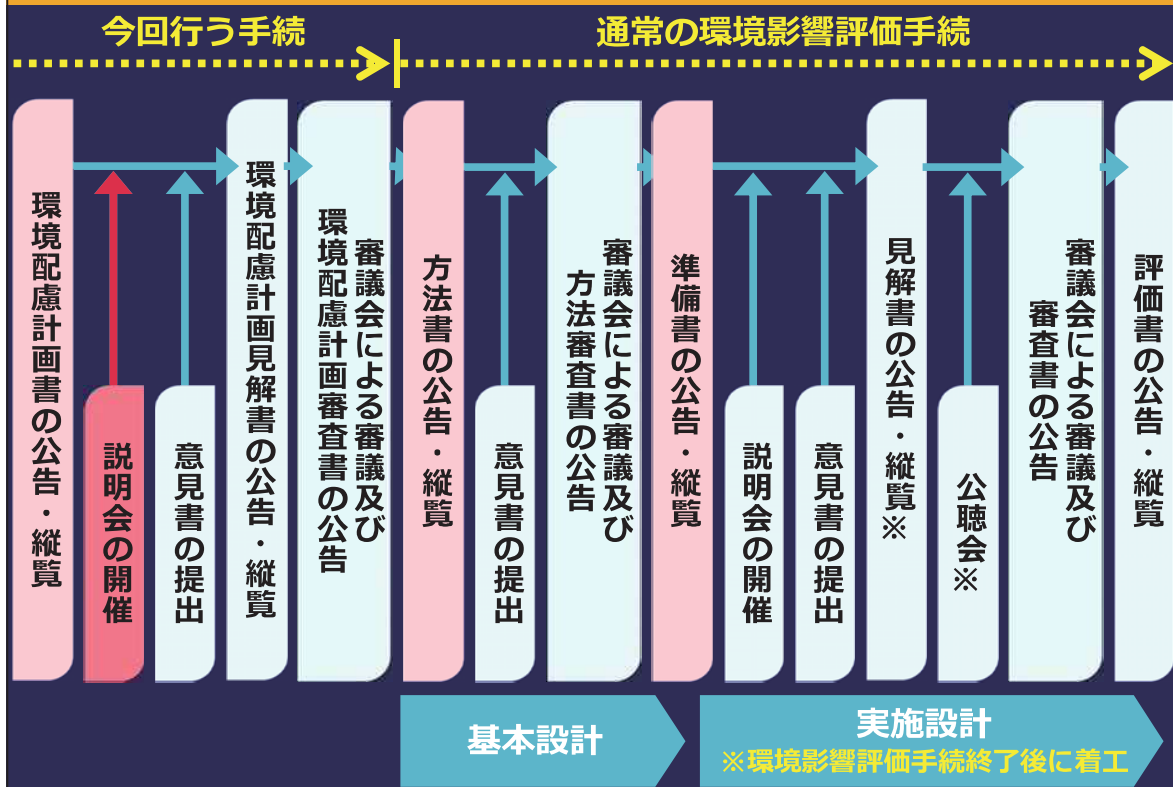 今回行う手続
通常の環境影響評価手続
環境配慮計画書の公告・縦覧
説明会の開催
意見書の提出
環境配慮計画見解書の公告・縦覧
審議会による審議及び
環境配慮計画審査書の公告
方法書の公告・縦覧
意見書の提出
審議会による審議及び
方法審査書の公告
準備書の公告・縦覧
説明会の開催
意見書の提出
見解書の公告・縦覧※
公聴会※
審議会による審議及び
審査書の公告
評価書の公告・縦覧
基本設計
実施設計
※環境影響評価手続終了後に着工